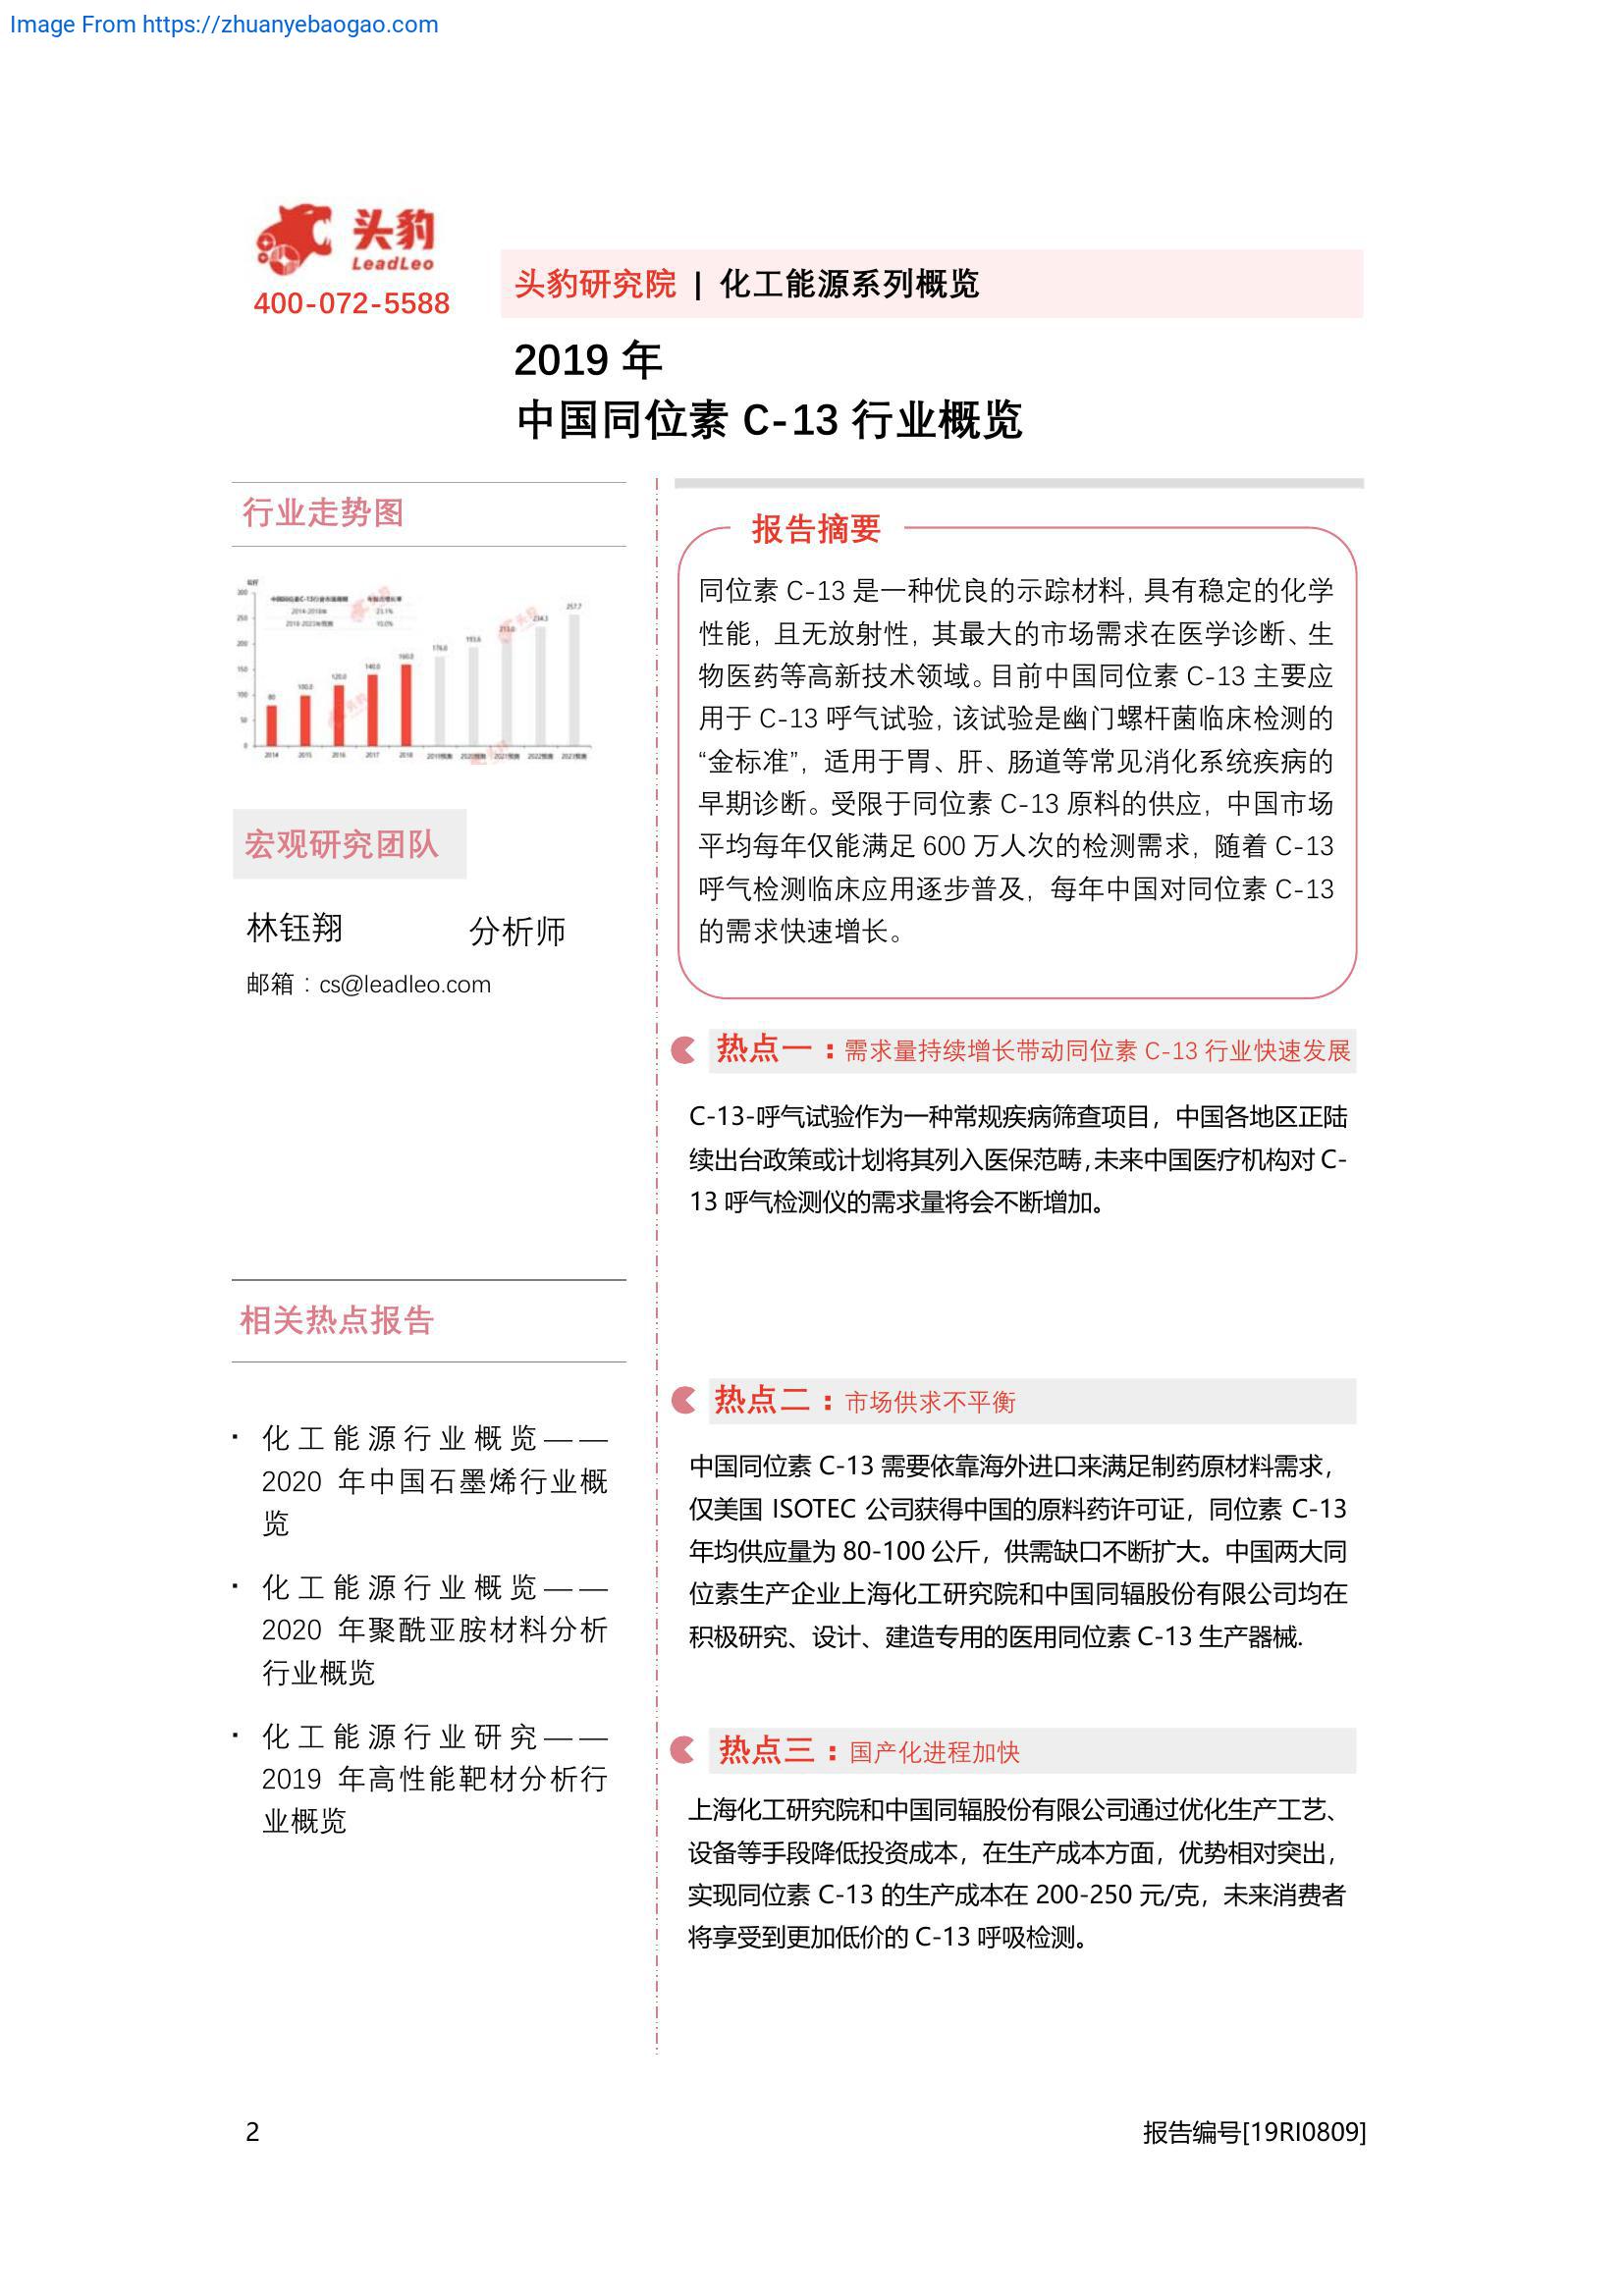 Image From https://zhuanyebaogao.com
头豹
LeadLeo
400-072-5588
头豹研究院 | 化工能源系列概览
2019 年
中国同位素 C-13 行业概览
行业走势图
300
250
200
150
100
50
0
中国同位素C-13行业市场规模 年复合增长率
2014-2018年 23.1%
2018-2023年预测 10.0%
80
100.0
120.0
140.0
160.0
176.0
193.6
213.0
234.3
257.7
2014 2015 2016 2017 2018 2019预测 2020预测 2021预测 2022预测 2023预测
宏观研究团队
林钰翔 分析师
邮箱：cs@leadleo.com
相关热点报告
· 化工能源行业概览——
2020 年中国石墨烯行业概
览
· 化工能源行业概览——
2020 年聚酰亚胺材料分析
行业概览
· 化工能源行业研究——
2019 年高性能靶材分析行
业概览
报告摘要
同位素 C-13 是一种优良的示踪材料，具有稳定的化学
性能，且无放射性，其最大的市场需求在医学诊断、生
物医药等高新技术领域。目前中国同位素 C-13 主要应
用于 C-13 呼气试验，该试验是幽门螺杆菌临床检测的
“金标准”，适用于胃、肝、肠道等常见消化系统疾病的
早期诊断。受限于同位素 C-13 原料的供应，中国市场
平均每年仅能满足 600 万人次的检测需求，随着 C-13
呼气检测临床应用逐步普及，每年中国对同位素 C-13
的需求快速增长。
热点一：需求量持续增长带动同位素 C-13 行业快速发展
C-13-呼气试验作为一种常规疾病筛查项目，中国各地区正陆
续出台政策或计划将其列入医保范畴，未来中国医疗机构对 C-
13 呼气检测仪的需求量将会不断增加。
热点二：市场供求不平衡
中国同位素 C-13 需要依靠海外进口来满足制药原材料需求，
仅美国 ISOTEC 公司获得中国的原料药许可证，同位素 C-13
年均供应量为 80-100 公斤，供需缺口不断扩大。中国两大同
位素生产企业上海化工研究院和中国同辐股份有限公司均在
积极研究、设计、建造专用的医用同位素 C-13 生产器械.
热点三：国产化进程加快
上海化工研究院和中国同辐股份有限公司通过优化生产工艺、
设备等手段降低投资成本，在生产成本方面，优势相对突出，
实现同位素 C-13 的生产成本在 200-250 元/克，未来消费者
将享受到更加低价的 C-13 呼吸检测。
2
报告编号[19RI0809]